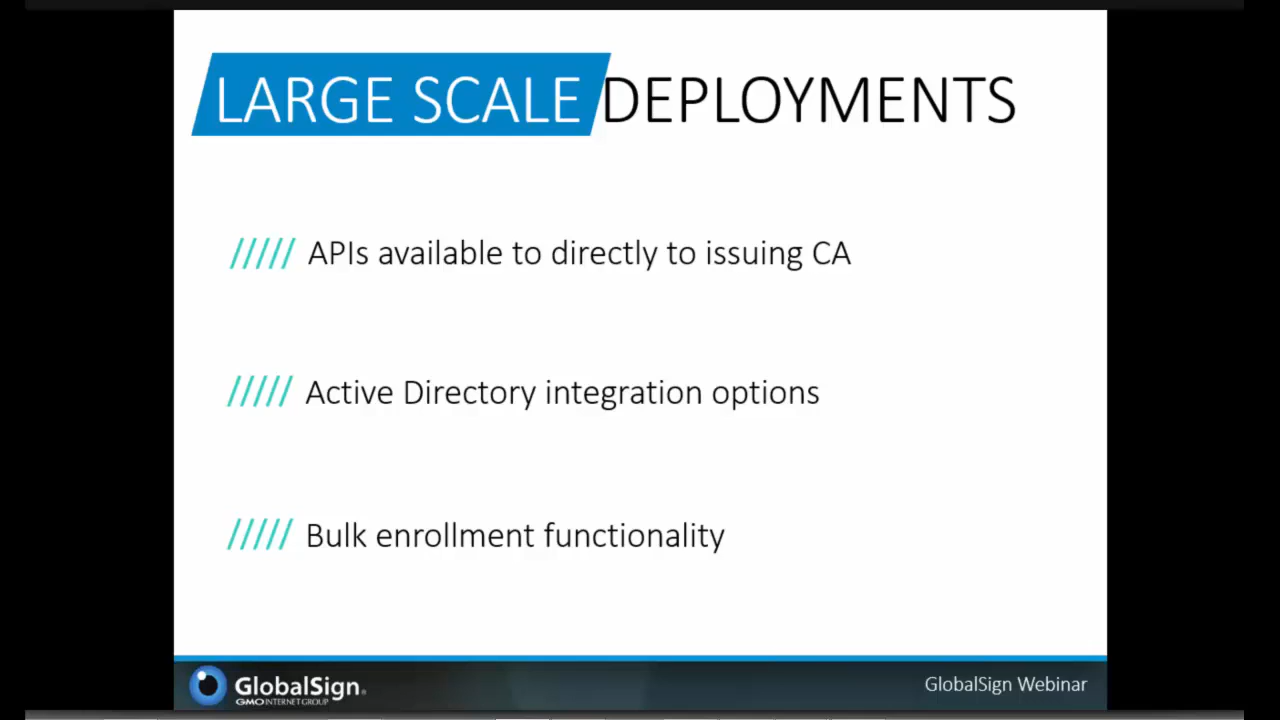 LARGE SCALE DEPLOYMENTS
///// APIs available to directly to issuing CA
///// Active Directory integration options
///// Bulk enrollment functionality
GlobalSign.
GMO INTERNET GROUP
GlobalSign Webinar